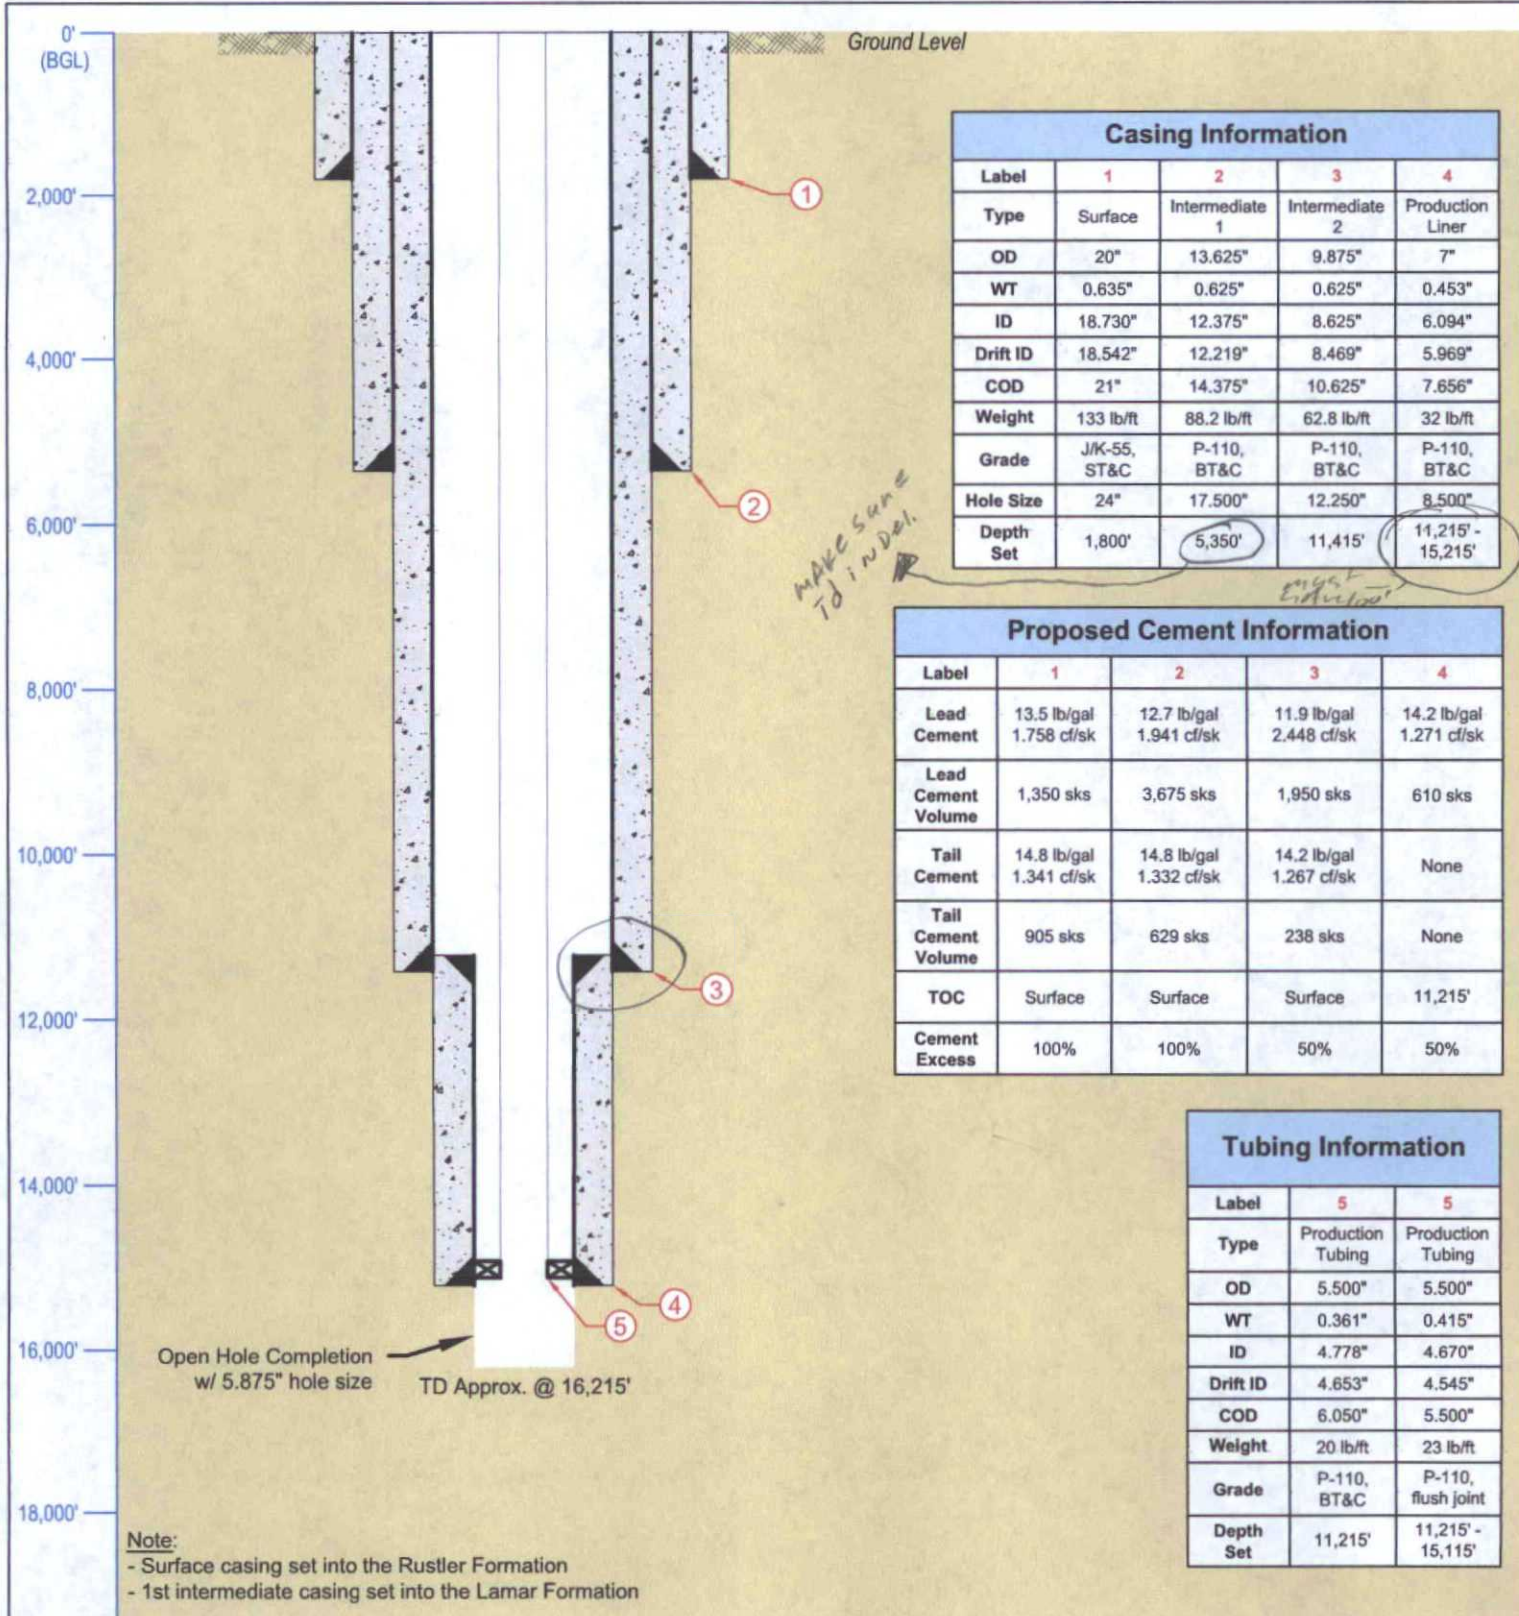 0'
(BGL)
2,000'
4,000'
6,000'
8,000'
10,000'
12,000'
14,000'
16,000'
18,000'
Ground Level
1
2
3
4
5
Open Hole Completion
w/ 5.875" hole size
TD Approx. @ 16,215'
Note:
- Surface casing set into the Rustler Formation
- 1st intermediate casing set into the Lamar Formation
Casing Information
Label 1 2 3 4
Type Surface Intermediate 1 Intermediate 2 Production Liner
OD 20" 13.625" 9.875" 7"
WT 0.635" 0.625" 0.625" 0.453"
ID 18.730" 12.375" 8.625" 6.094"
Drift ID 18.542" 12.219" 8.469" 5.969"
COD 21" 14.375" 10.625" 7.656"
Weight 133 lb/ft 88.2 lb/ft 62.8 lb/ft 32 lb/ft
Grade J/K-55, ST&C P-110, BT&C P-110, BT&C P-110, BT&C
Hole Size 24" 17.500" 12.250" 8.500"
Depth Set 1,800' 5,350' 11,415' 11,215' - 15,215'
MAKE SURE
Td IN Del.
must
Proposed Cement Information
Label 1 2 3 4
Lead Cement 13.5 lb/gal 1.758 cf/sk 12.7 lb/gal 1.941 cf/sk 11.9 lb/gal 2.448 cf/sk 14.2 lb/gal 1.271 cf/sk
Lead Cement Volume 1,350 sks 3,675 sks 1,950 sks 610 sks
Tail Cement 14.8 lb/gal 1.341 cf/sk 14.8 lb/gal 1.332 cf/sk 14.2 lb/gal 1.267 cf/sk None
Tail Cement Volume 905 sks 629 sks 238 sks None
TOC Surface Surface Surface 11,215'
Cement Excess 100% 100% 50% 50%
Tubing Information
Label 5 5
Type Production Tubing Production Tubing
OD 5.500" 5.500"
WT 0.361" 0.415"
ID 4.778" 4.670"
Drift ID 4.653" 4.545"
COD 6.050" 5.500"
Weight 20 lb/ft 23 lb/ft
Grade P-110, BT&C P-110, flush joint
Depth Set 11,215' 11,215' - 15,115'